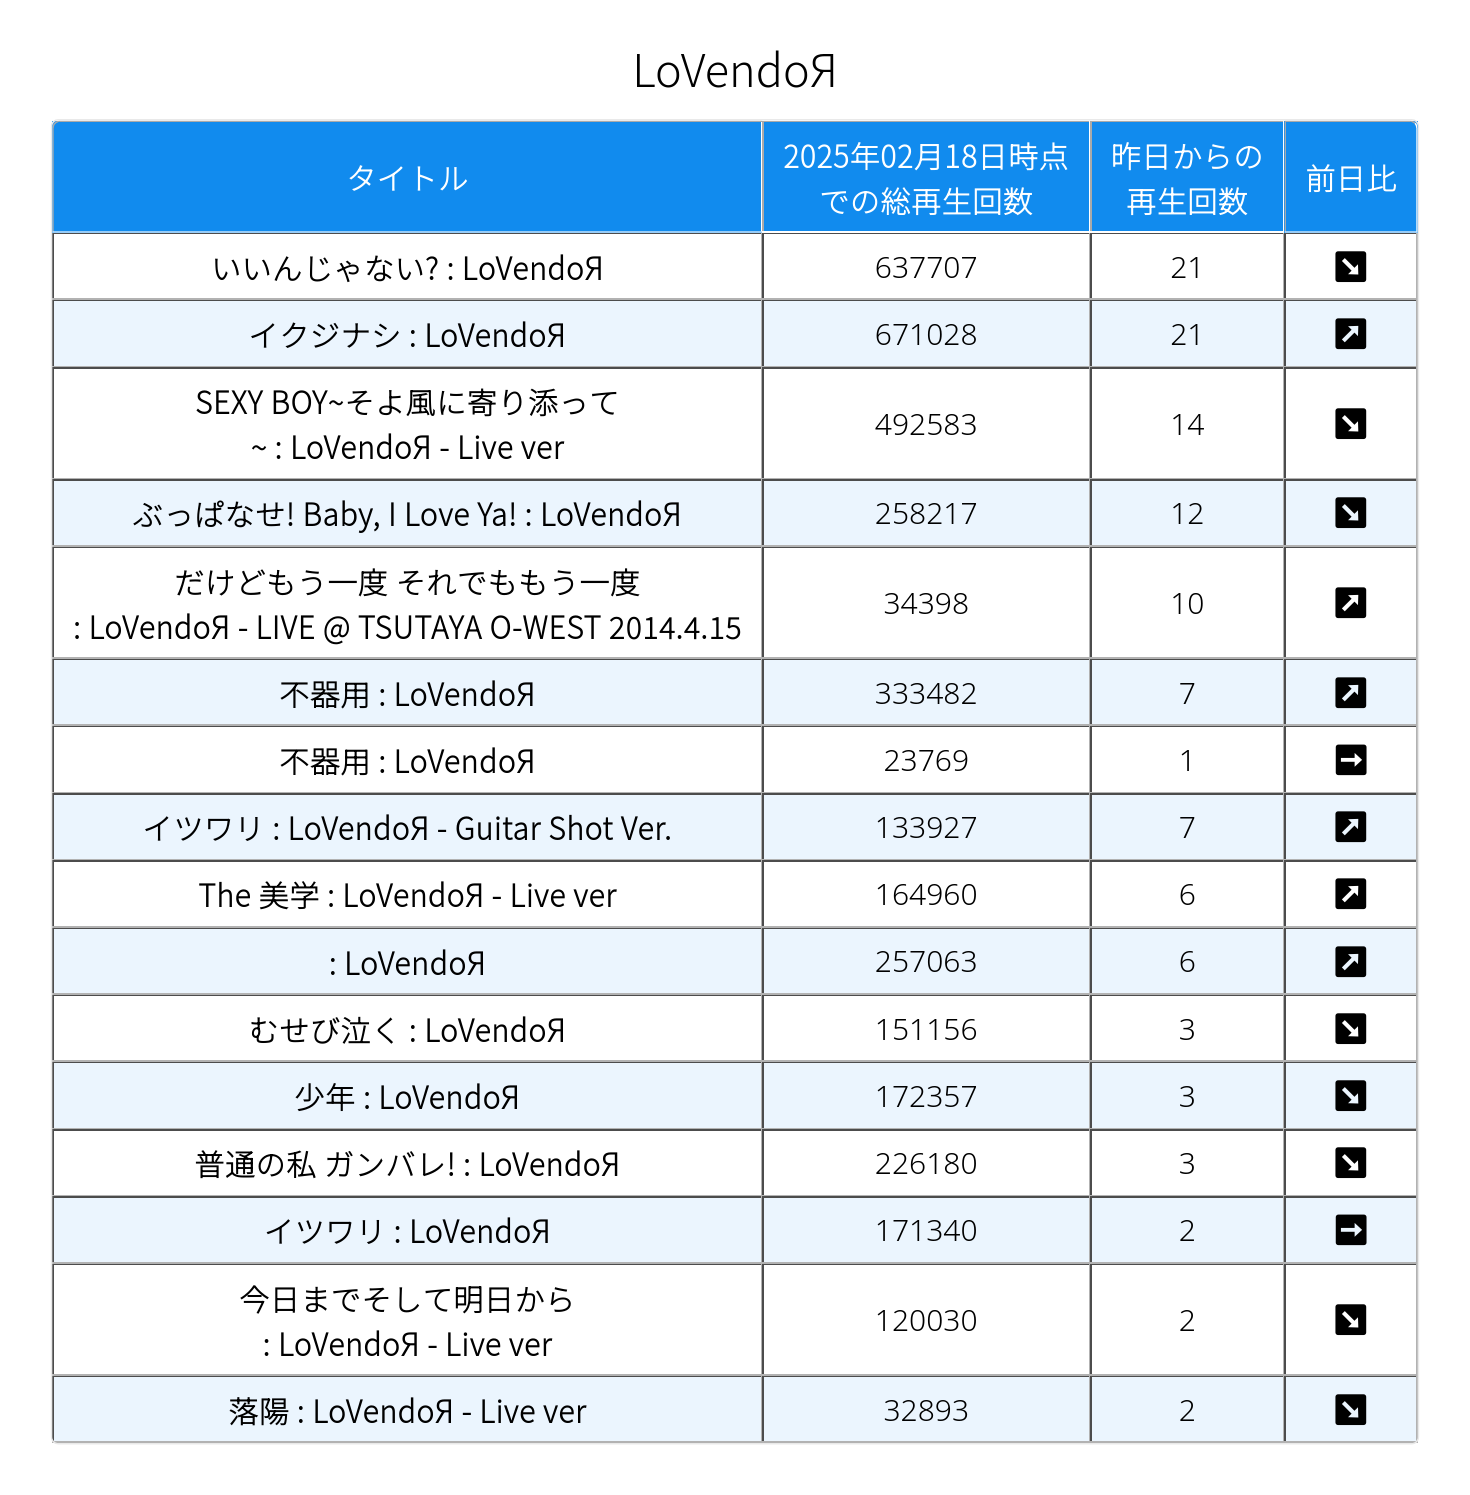 LoVendoЯ
タイトル
2025年02月18日時点
での総再生回数
昨日からの
再生回数
前日比
いいんじゃない? : LoVendoЯ 637707 21 ↘
イクジナシ : LoVendoЯ 671028 21 ↗
SEXY BOY~そよ風に寄り添って
~ : LoVendoЯ - Live ver 492583 14 ↘
ぶっぱなせ! Baby, I Love Ya! : LoVendoЯ 258217 12 ↘
だけどもう一度 それでももう一度
: LoVendoЯ - LIVE @ TSUTAYA O-WEST 2014.4.15 34398 10 ↗
不器用 : LoVendoЯ 333482 7 ↗
不器用 : LoVendoЯ 23769 1 →
イツワリ : LoVendoЯ - Guitar Shot Ver. 133927 7 ↗
The 美学 : LoVendoЯ - Live ver 164960 6 ↗
: LoVendoЯ 257063 6 ↗
むせび泣く : LoVendoЯ 151156 3 ↘
少年 : LoVendoЯ 172357 3 ↘
普通の私 ガンバレ! : LoVendoЯ 226180 3 ↘
イツワリ : LoVendoЯ 171340 2 →
今日までそして明日から
: LoVendoЯ - Live ver 120030 2 ↘
落陽 : LoVendoЯ - Live ver 32893 2 ↘